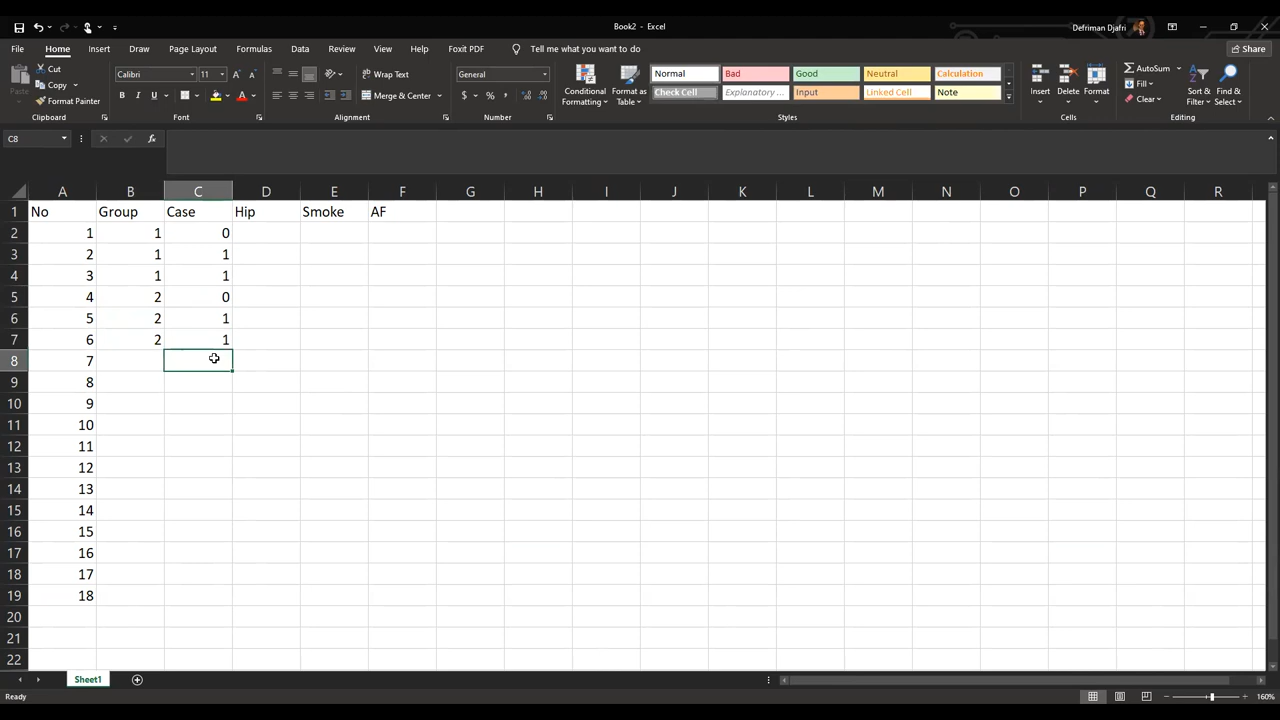 Book2 - Excel
Defriman Djafri
File Home Insert Draw Page Layout Formulas Data Review View Help Foxit PDF Tell me what you want to do Share
Paste
Cut
Copy
Format Painter
Clipboard
Calibri 11
B I U
Font
Wrap Text
Merge & Center
Alignment
General
$ %
Number
Conditional Formatting
Format as Table
Normal Bad Good Neutral Calculation
Check Cell Explanatory ... Input Linked Cell Note
Styles
Insert Delete Format
Cells
AutoSum
Fill
Clear
Sort & Filter
Find & Select
Editing
C8 fx
A B C D E F G H I J K L M N O P Q R
1 No Group Case Hip Smoke AF
2 1 1 0
3 2 1 1
4 3 1 1
5 4 2 0
6 5 2 1
7 6 2 1
8 7
9 8
10 9
11 10
12 11
13 12
14 13
15 14
16 15
17 16
18 17
19 18
20
21
22
Sheet1
Ready 160%